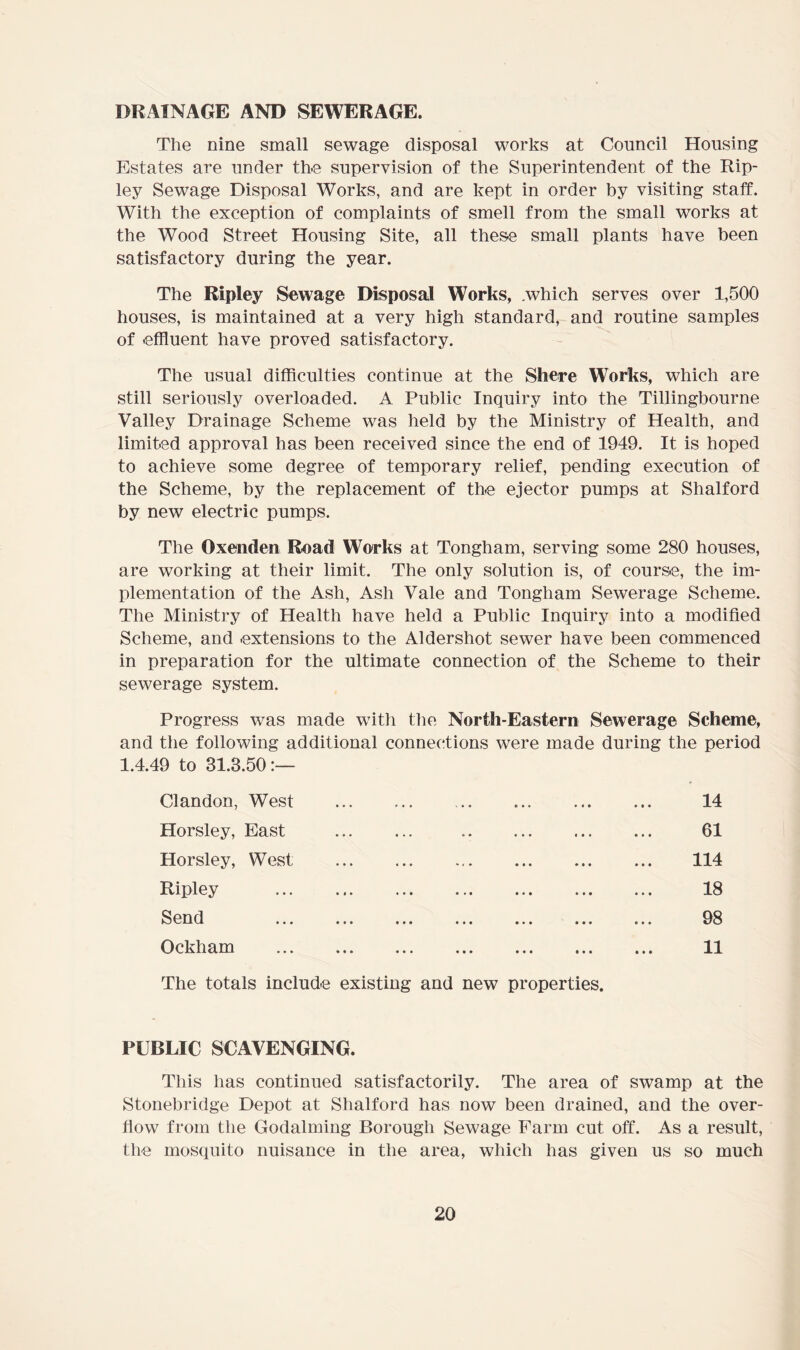 DRAINAGE AND SEWERAGE.
The nine small sewage disposal works at Council Housing
Estates are under the supervision of the Superintendent of the Rip-
ley Sewage Disposal Works, and are kept in order by visiting staff.
With the exception of complaints of smell from the small works at
the Wood Street Housing Site, all these small plants have been
satisfactory during the year.
The Ripley Sewage Disposal Works, .which serves over 1,500
houses, is maintained at a very high standard, and routine samples
of effluent have proved satisfactory.
The usual difficulties continue at the Shere Works, which are
still seriously overloaded. A Public Inquiry into the Tillingbourne
Valley Drainage Scheme was held by the Ministry of Health, and
limited approval has been received since the end of 1949. It is hoped
to achieve some degree of temporary relief, pending execution of
the Scheme, by the replacement of the ejector pumps at Shalford
by new electric pumps.
The Oxenden Road Works at Tongham, serving some 280 houses,
are working at their limit. The only solution is, of course, the im-
plementation of the Ash, Ash Vale and Tongham Sewerage Scheme.
The Ministry of Health have held a Public Inquiry into a modified
Scheme, and extensions to the Aldershot sewer have been commenced
in preparation for the ultimate connection of the Scheme to their
sewerage system.
Progress was made with the North-Eastern Sewerage Scheme,
and the following additional connections were made during the period
1.4.49 to 31.3.50:—
Clandon, West ... ... ... ... ... ... 14
Horsley, East ... ... .. ... ... ... 61
Horsley, West ... ... ... ... ... ... 114
Ripley ... ... ... ... ... ... ... 18
Send ... ... ... ... ... ... ... 98
Ockham ... ... ... ... ... ... ... 11
The totals include existing and new properties.
PUBLIC SCAVENGING.
This has continued satisfactorily. The area of swamp at the
Stonebridge Depot at Shalford has now been drained, and the over-
flow from the Godalming Borough Sewage Farm cut off. As a result,
the mosquito nuisance in the area, which has given us so much
20